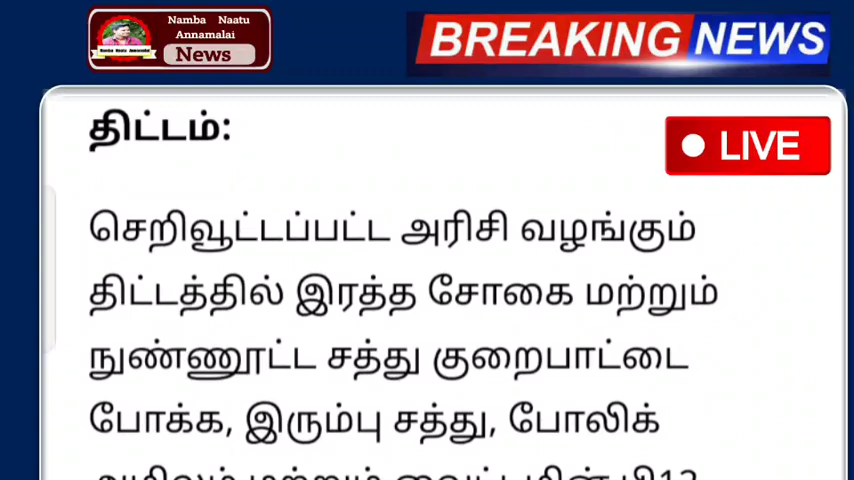 Namba Naatu
Annamalai
News
BREAKING NEWS
திட்டம்:
LIVE
செறிவூட்டப்பட்ட அரிசி வழங்கும்
திட்டத்தில் இரத்த சோகை மற்றும்
நுண்ணூட்ட சத்து குறைபாட்டை
போக்க, இரும்பு சத்து, போலிக்